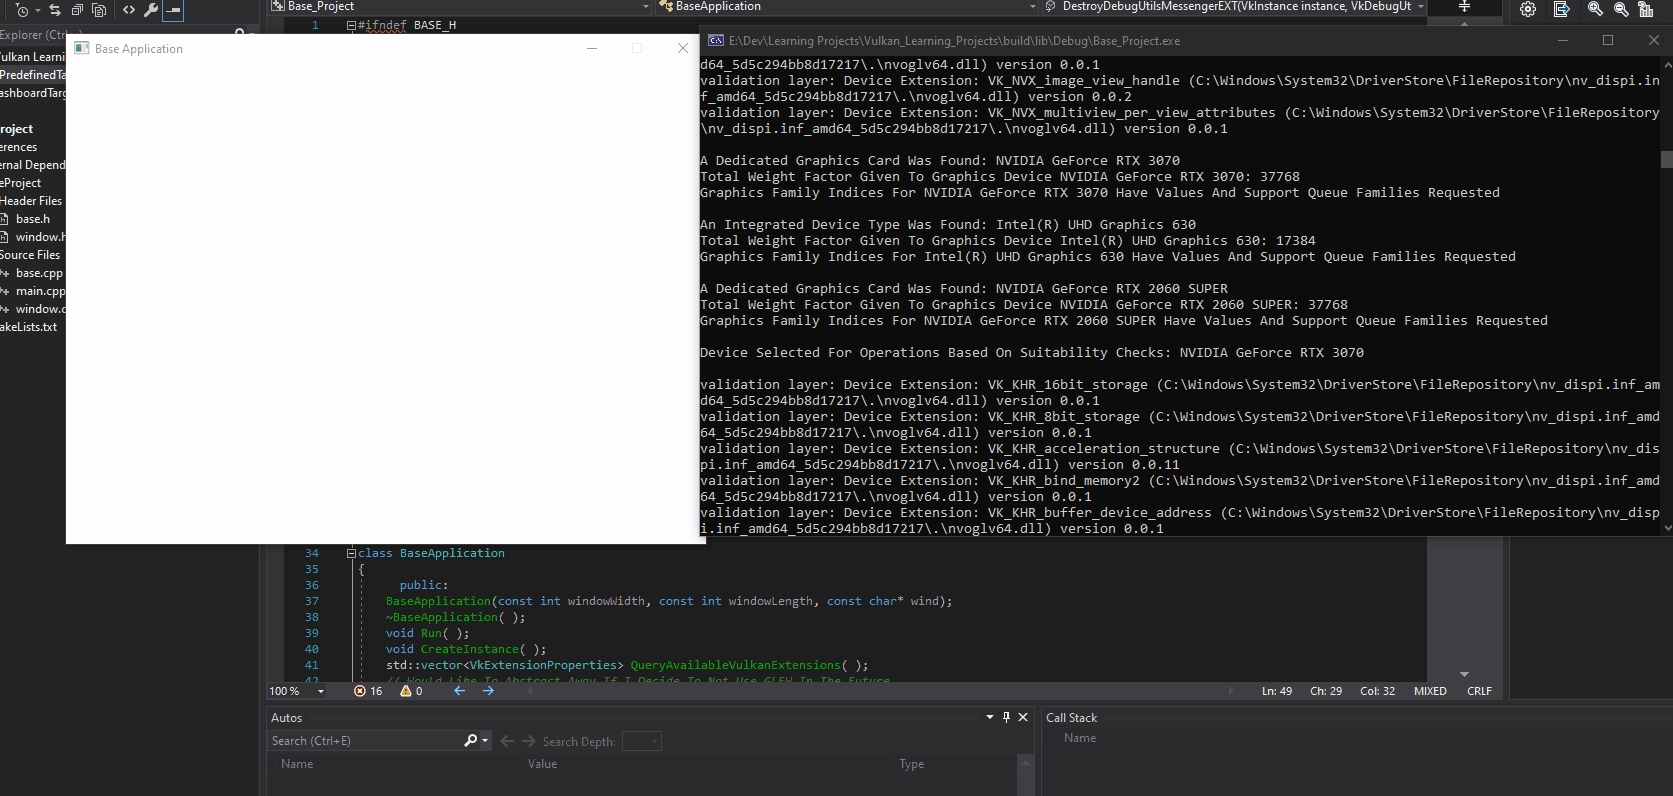 Base_Project
BaseApplication
DestroyDebugUtilsMessengerEXT(VkInstance instance, VkDebugUt
Explorer (Ctrl
1 #ifndef BASE_H
Base Application
Vulkan Learni
PredefinedTa
ashboardTarg
roject
erences
ernal Depend
eProject
Header Files
base.h
window.h
Source Files
base.cpp
main.cpp
window.c
akeLists.txt
E:\Dev\Learning Projects\Vulkan_Learning_Projects\build\lib\Debug\Base_Project.exe
d64_5d5c294bb8d17217\.\nvoglv64.dll) version 0.0.1
validation layer: Device Extension: VK_NVX_image_view_handle (C:\Windows\System32\DriverStore\FileRepository\nv_dispi.in
f_amd64_5d5c294bb8d17217\.\nvoglv64.dll) version 0.0.2
validation layer: Device Extension: VK_NVX_multiview_per_view_attributes (C:\Windows\System32\DriverStore\FileRepository
\nv_dispi.inf_amd64_5d5c294bb8d17217\.\nvoglv64.dll) version 0.0.1
A Dedicated Graphics Card Was Found: NVIDIA GeForce RTX 3070
Total Weight Factor Given To Graphics Device NVIDIA GeForce RTX 3070: 37768
Graphics Family Indices For NVIDIA GeForce RTX 3070 Have Values And Support Queue Families Requested
An Integrated Device Type Was Found: Intel(R) UHD Graphics 630
Total Weight Factor Given To Graphics Device Intel(R) UHD Graphics 630: 17384
Graphics Family Indices For Intel(R) UHD Graphics 630 Have Values And Support Queue Families Requested
A Dedicated Graphics Card Was Found: NVIDIA GeForce RTX 2060 SUPER
Total Weight Factor Given To Graphics Device NVIDIA GeForce RTX 2060 SUPER: 37768
Graphics Family Indices For NVIDIA GeForce RTX 2060 SUPER Have Values And Support Queue Families Requested
Device Selected For Operations Based On Suitability Checks: NVIDIA GeForce RTX 3070
validation layer: Device Extension: VK_KHR_16bit_storage (C:\Windows\System32\DriverStore\FileRepository\nv_dispi.inf_am
d64_5d5c294bb8d17217\.\nvoglv64.dll) version 0.0.1
validation layer: Device Extension: VK_KHR_8bit_storage (C:\Windows\System32\DriverStore\FileRepository\nv_dispi.inf_amd
64_5d5c294bb8d17217\.\nvoglv64.dll) version 0.0.1
validation layer: Device Extension: VK_KHR_acceleration_structure (C:\Windows\System32\DriverStore\FileRepository\nv_dis
pi.inf_amd64_5d5c294bb8d17217\.\nvoglv64.dll) version 0.0.11
validation layer: Device Extension: VK_KHR_bind_memory2 (C:\Windows\System32\DriverStore\FileRepository\nv_dispi.inf_amd
64_5d5c294bb8d17217\.\nvoglv64.dll) version 0.0.1
validation layer: Device Extension: VK_KHR_buffer_device_address (C:\Windows\System32\DriverStore\FileRepository\nv_disp
i.inf_amd64_5d5c294bb8d17217\.\nvoglv64.dll) version 0.0.1
34 class BaseApplication
35 {
36 public:
37 BaseApplication(const int windowWidth, const int windowLength, const char* wind);
38 ~BaseApplication( );
39 void Run( );
40 void CreateInstance( );
41 std::vector<VkExtensionProperties> QueryAvailableVulkanExtensions( );
42 // Would Like To Abstract Away If I Decide To Not Use GLFW In The Future
100 % 16 0 Ln: 49 Ch: 29 Col: 32 MIXED CRLF
Autos
Search (Ctrl+E) Search Depth:
Name Value Type
Call Stack
Name